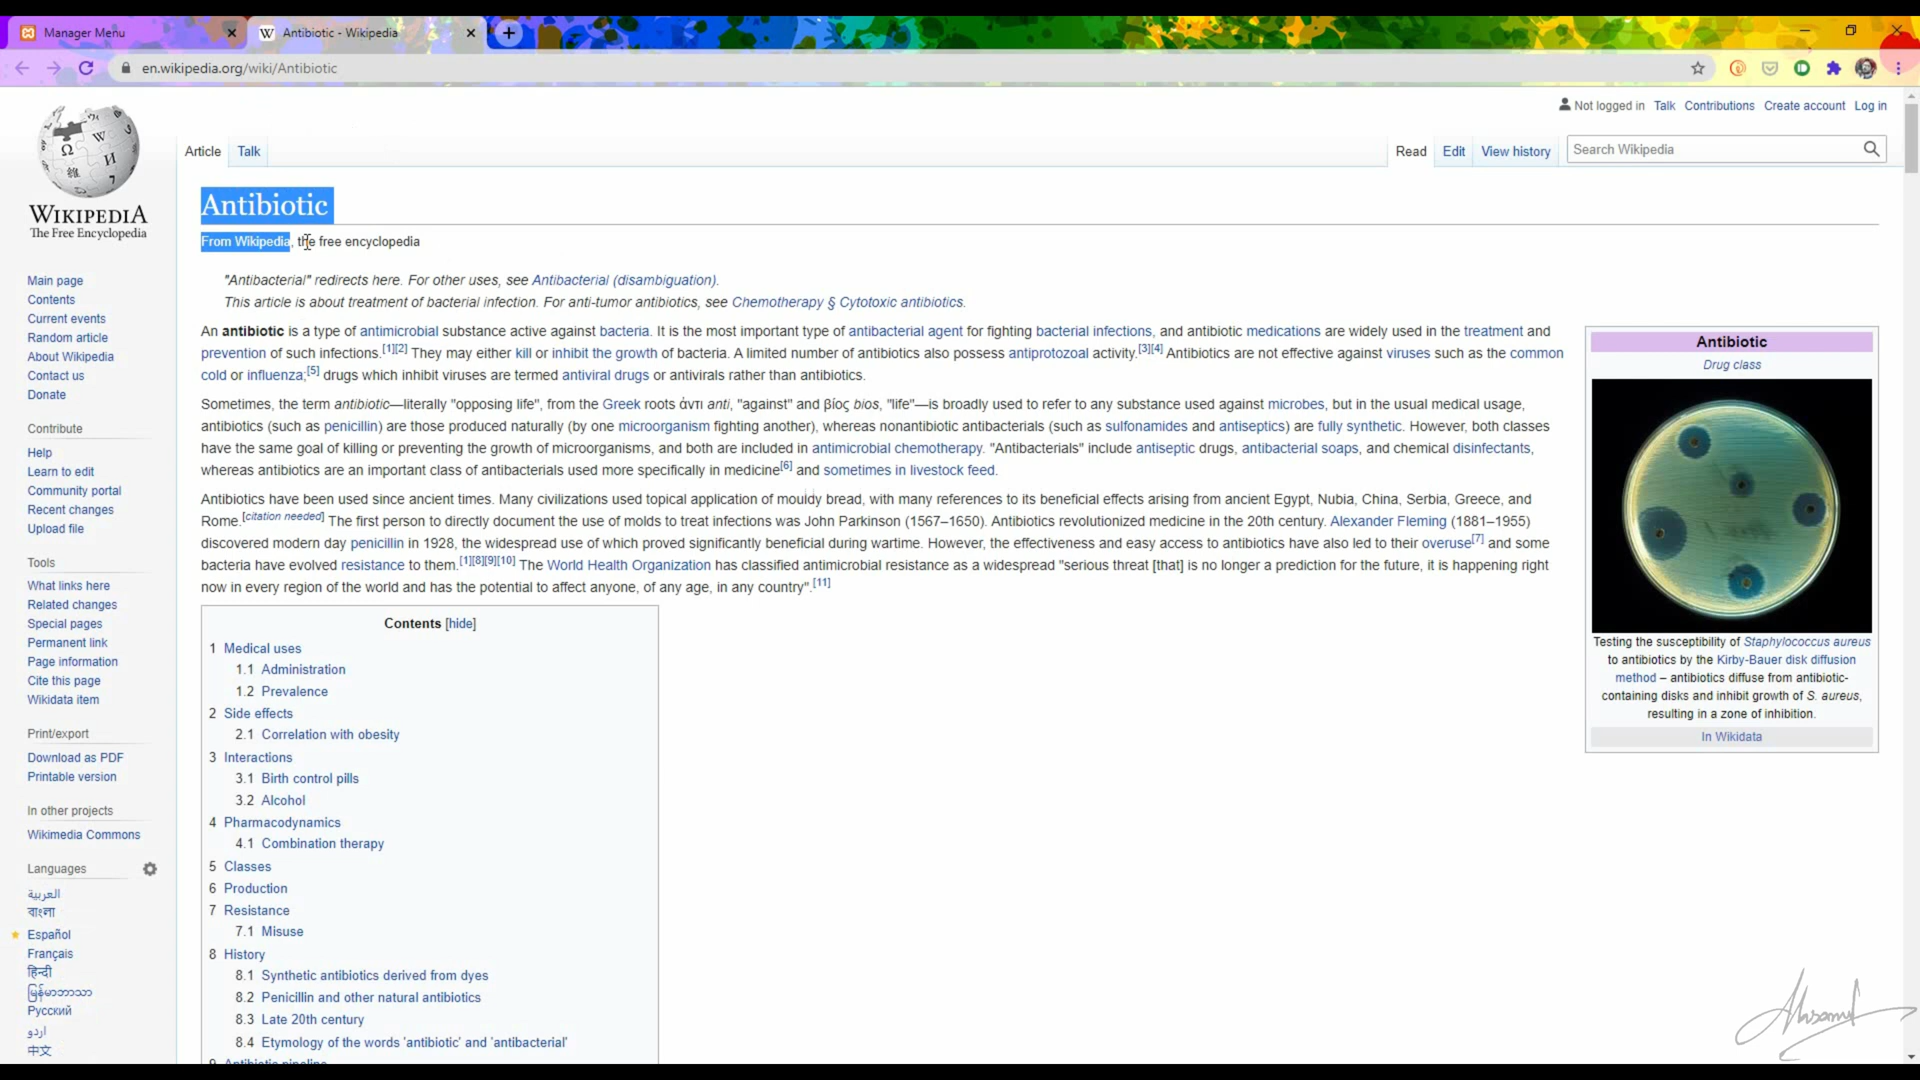 Manager Menu
Antibiotic - Wikipedia
en.wikipedia.org/wiki/Antibiotic
Not logged in Talk Contributions Create account Log in
Article Talk
Read Edit View history
Search Wikipedia
WIKIPEDIA
The Free Encyclopedia
Main page
Contents
Current events
Random article
About Wikipedia
Contact us
Donate
Contribute
Help
Learn to edit
Community portal
Recent changes
Upload file
Tools
What links here
Related changes
Special pages
Permanent link
Page information
Cite this page
Wikidata item
Print/export
Download as PDF
Printable version
In other projects
Wikimedia Commons
Languages
العربية
বাংলা
Español
Français
हिन्दी
မြန်မာဘာသာ
Русский
اردو
中文
Antibiotic
From Wikipedia, the free encyclopedia
"Antibacterial" redirects here. For other uses, see Antibacterial (disambiguation).
This article is about treatment of bacterial infection. For anti-tumor antibiotics, see Chemotherapy § Cytotoxic antibiotics.
An antibiotic is a type of antimicrobial substance active against bacteria. It is the most important type of antibacterial agent for fighting bacterial infections, and antibiotic medications are widely used in the treatment and
prevention of such infections.[1][2] They may either kill or inhibit the growth of bacteria. A limited number of antibiotics also possess antiprotozoal activity.[3][4] Antibiotics are not effective against viruses such as the common
cold or influenza;[5] drugs which inhibit viruses are termed antiviral drugs or antivirals rather than antibiotics.
Sometimes, the term antibiotic—literally "opposing life", from the Greek roots ἀντι anti, "against" and βίος bios, "life"—is broadly used to refer to any substance used against microbes, but in the usual medical usage,
antibiotics (such as penicillin) are those produced naturally (by one microorganism fighting another), whereas nonantibiotic antibacterials (such as sulfonamides and antiseptics) are fully synthetic. However, both classes
have the same goal of killing or preventing the growth of microorganisms, and both are included in antimicrobial chemotherapy. "Antibacterials" include antiseptic drugs, antibacterial soaps, and chemical disinfectants,
whereas antibiotics are an important class of antibacterials used more specifically in medicine[6] and sometimes in livestock feed.
Antibiotics have been used since ancient times. Many civilizations used topical application of mouldy bread, with many references to its beneficial effects arising from ancient Egypt, Nubia, China, Serbia, Greece, and
Rome.[citation needed] The first person to directly document the use of molds to treat infections was John Parkinson (1567–1650). Antibiotics revolutionized medicine in the 20th century. Alexander Fleming (1881–1955)
discovered modern day penicillin in 1928, the widespread use of which proved significantly beneficial during wartime. However, the effectiveness and easy access to antibiotics have also led to their overuse[7] and some
bacteria have evolved resistance to them.[1][8][9][10] The World Health Organization has classified antimicrobial resistance as a widespread "serious threat [that] is no longer a prediction for the future, it is happening right
now in every region of the world and has the potential to affect anyone, of any age, in any country".[11]
Contents [hide]
1 Medical uses
1.1 Administration
1.2 Prevalence
2 Side effects
2.1 Correlation with obesity
3 Interactions
3.1 Birth control pills
3.2 Alcohol
4 Pharmacodynamics
4.1 Combination therapy
5 Classes
6 Production
7 Resistance
7.1 Misuse
8 History
8.1 Synthetic antibiotics derived from dyes
8.2 Penicillin and other natural antibiotics
8.3 Late 20th century
8.4 Etymology of the words 'antibiotic' and 'antibacterial'
9 Antibiotic pipeline
Antibiotic
Drug class
Testing the susceptibility of Staphylococcus aureus
to antibiotics by the Kirby-Bauer disk diffusion
method – antibiotics diffuse from antibiotic-
containing disks and inhibit growth of S. aureus,
resulting in a zone of inhibition.
In Wikidata